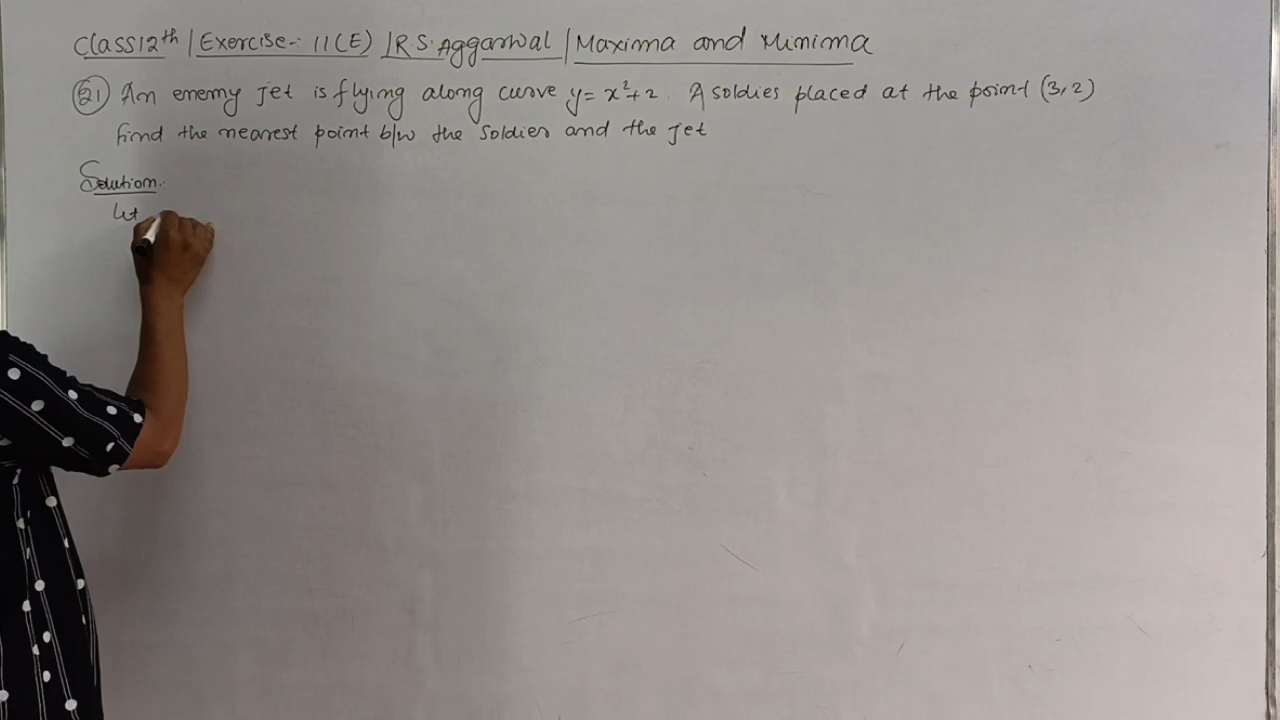 Class 12th / Exercise- 11(E) / R.S. Aggarwal / Maxima and Minima
21 An enemy jet is flying along curve y = x²+2. A soldier placed at the point (3,2)
find the nearest point b/w the soldier and the jet
Solution:
Let